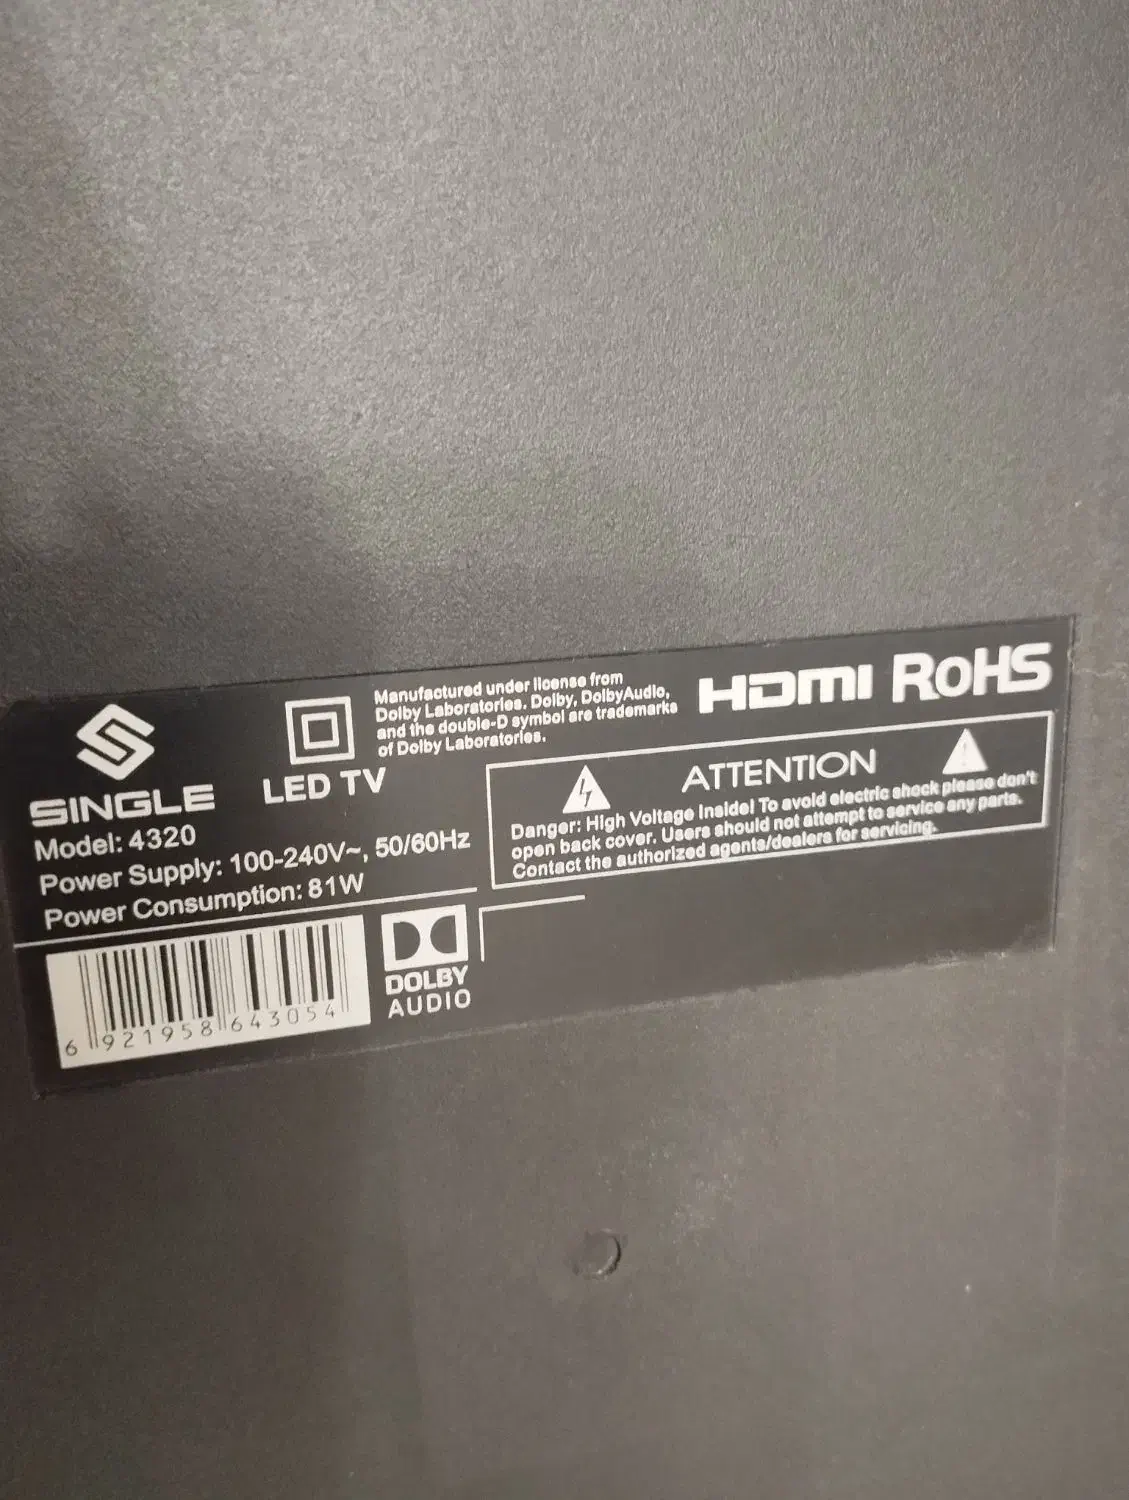 SINGLE
LED TV
Manufactured under license from
Dolby Laboratories. Dolby, DolbyAudio,
and the double-D symbol are trademarks
of Dolby Laboratories.
HDMI RoHS
Model: 4320
Power Supply: 100-240V~, 50/60Hz
Power Consumption: 81W
ATTENTION
Danger: High Voltage Inside! To avoid electric shock please don't
open back cover. Users should not attempt to service any parts.
Contact the authorized agents/dealers for servicing.
6 921958 643054
DOLBY
AUDIO